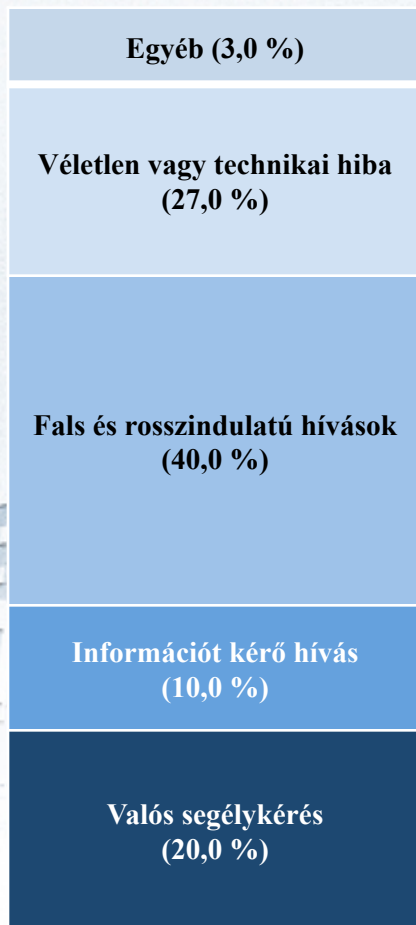 Egyéb (3,0 %)
Véletlen vagy technikai hiba
(27,0 %)
Fals és rosszindulatú hívások
(40,0 %)
Információt kérő hívás
(10,0 %)
Valós segélykérés
(20,0 %)